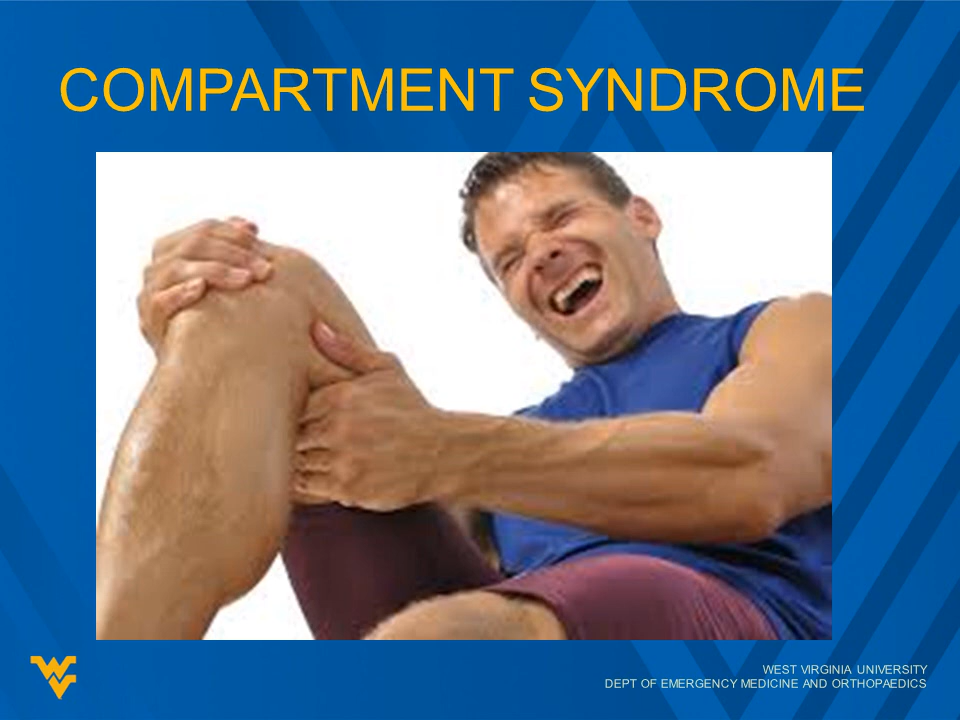 COMPARTMENT SYNDROME
WEST VIRGINIA UNIVERSITY
DEPT OF EMERGENCY MEDICINE AND ORTHOPAEDICS